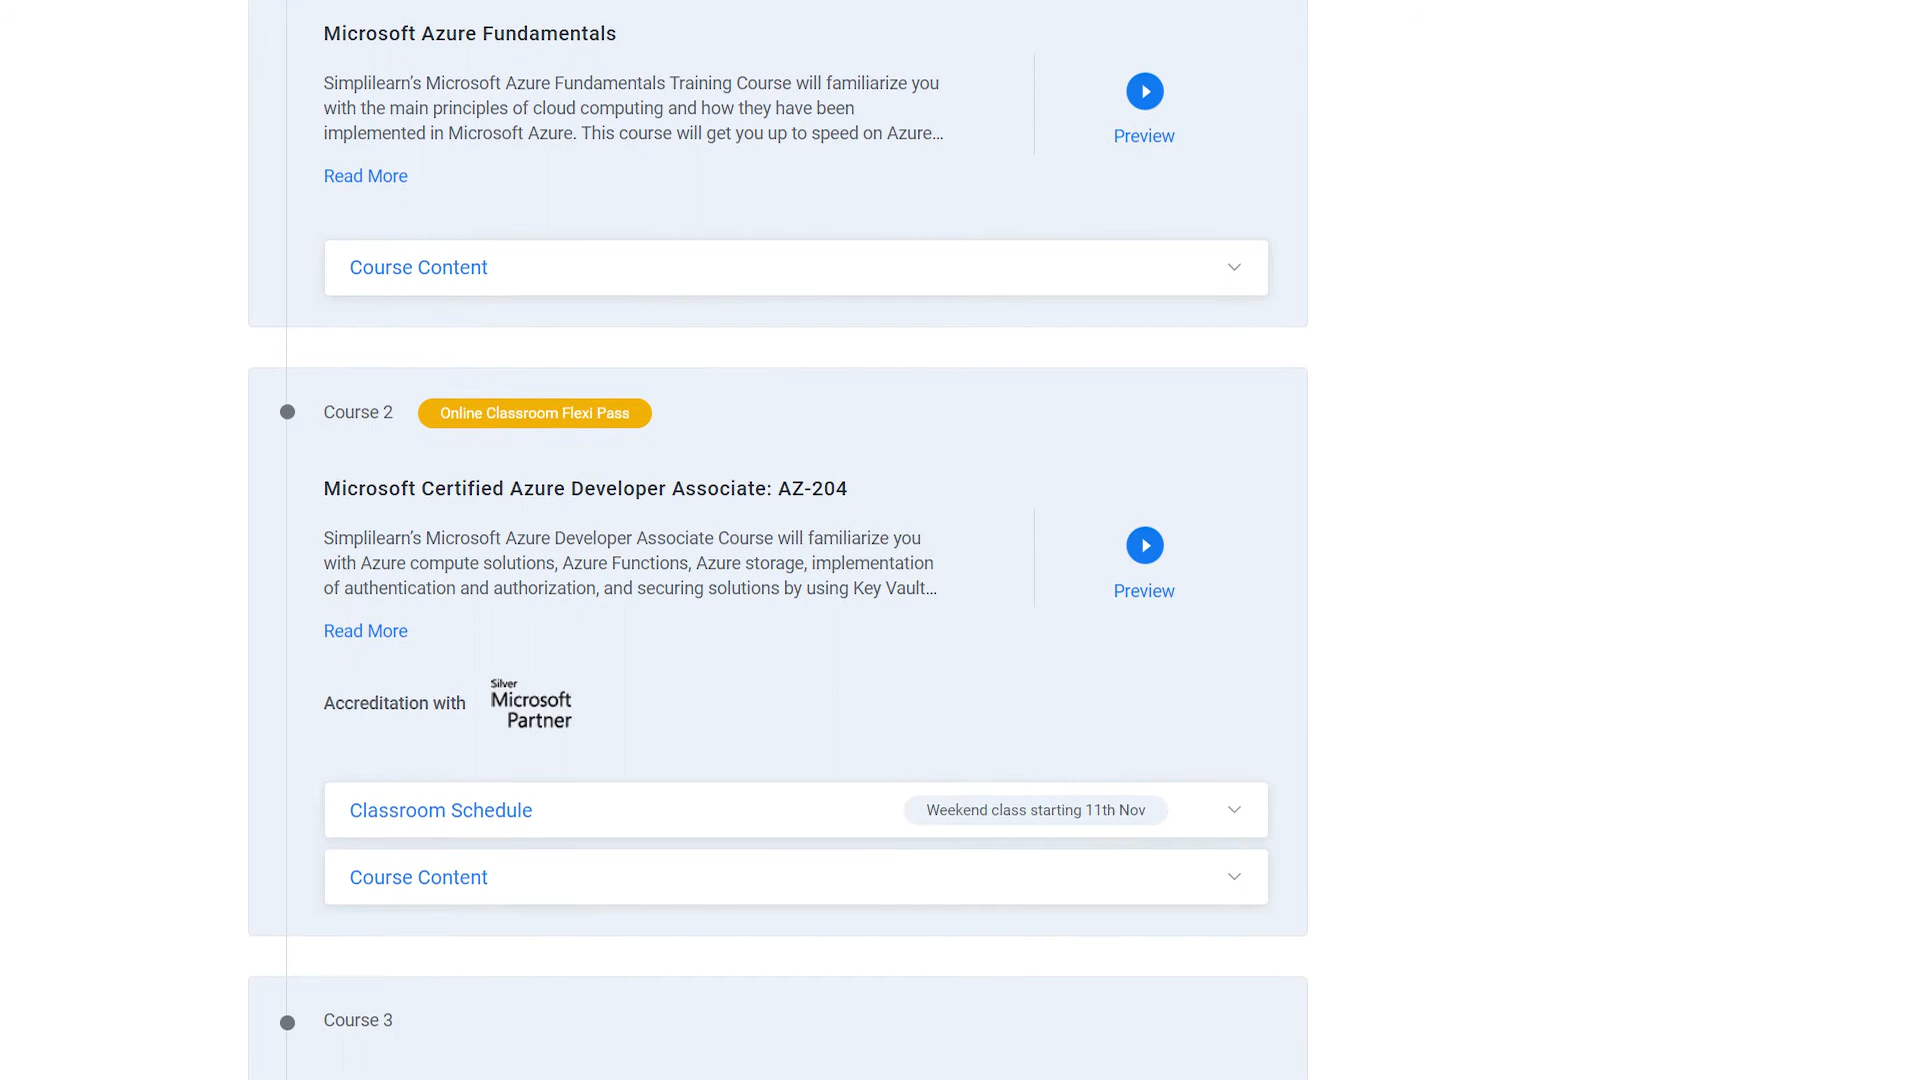 Microsoft Azure Fundamentals
Simplilearn’s Microsoft Azure Fundamentals Training Course will familiarize you
with the main principles of cloud computing and how they have been
implemented in Microsoft Azure. This course will get you up to speed on Azure...
Preview
Read More
Course Content
Course 2
Online Classroom Flexi Pass
Microsoft Certified Azure Developer Associate: AZ-204
Simplilearn’s Microsoft Azure Developer Associate Course will familiarize you
with Azure compute solutions, Azure Functions, Azure storage, implementation
of authentication and authorization, and securing solutions by using Key Vault...
Preview
Read More
Accreditation with
Silver
Microsoft
Partner
Classroom Schedule
Weekend class starting 11th Nov
Course Content
Course 3